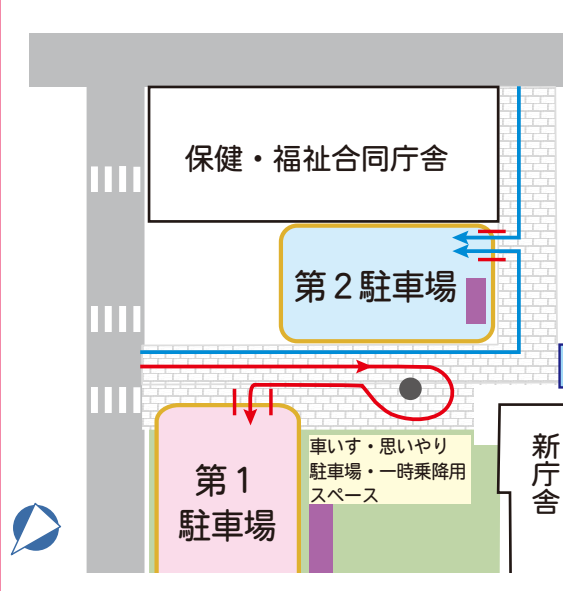 保健・福祉合同庁舎
第２駐車場
車いす・思いやり
駐車場・一時乗降用
スペース
第１
駐車場
新庁舎